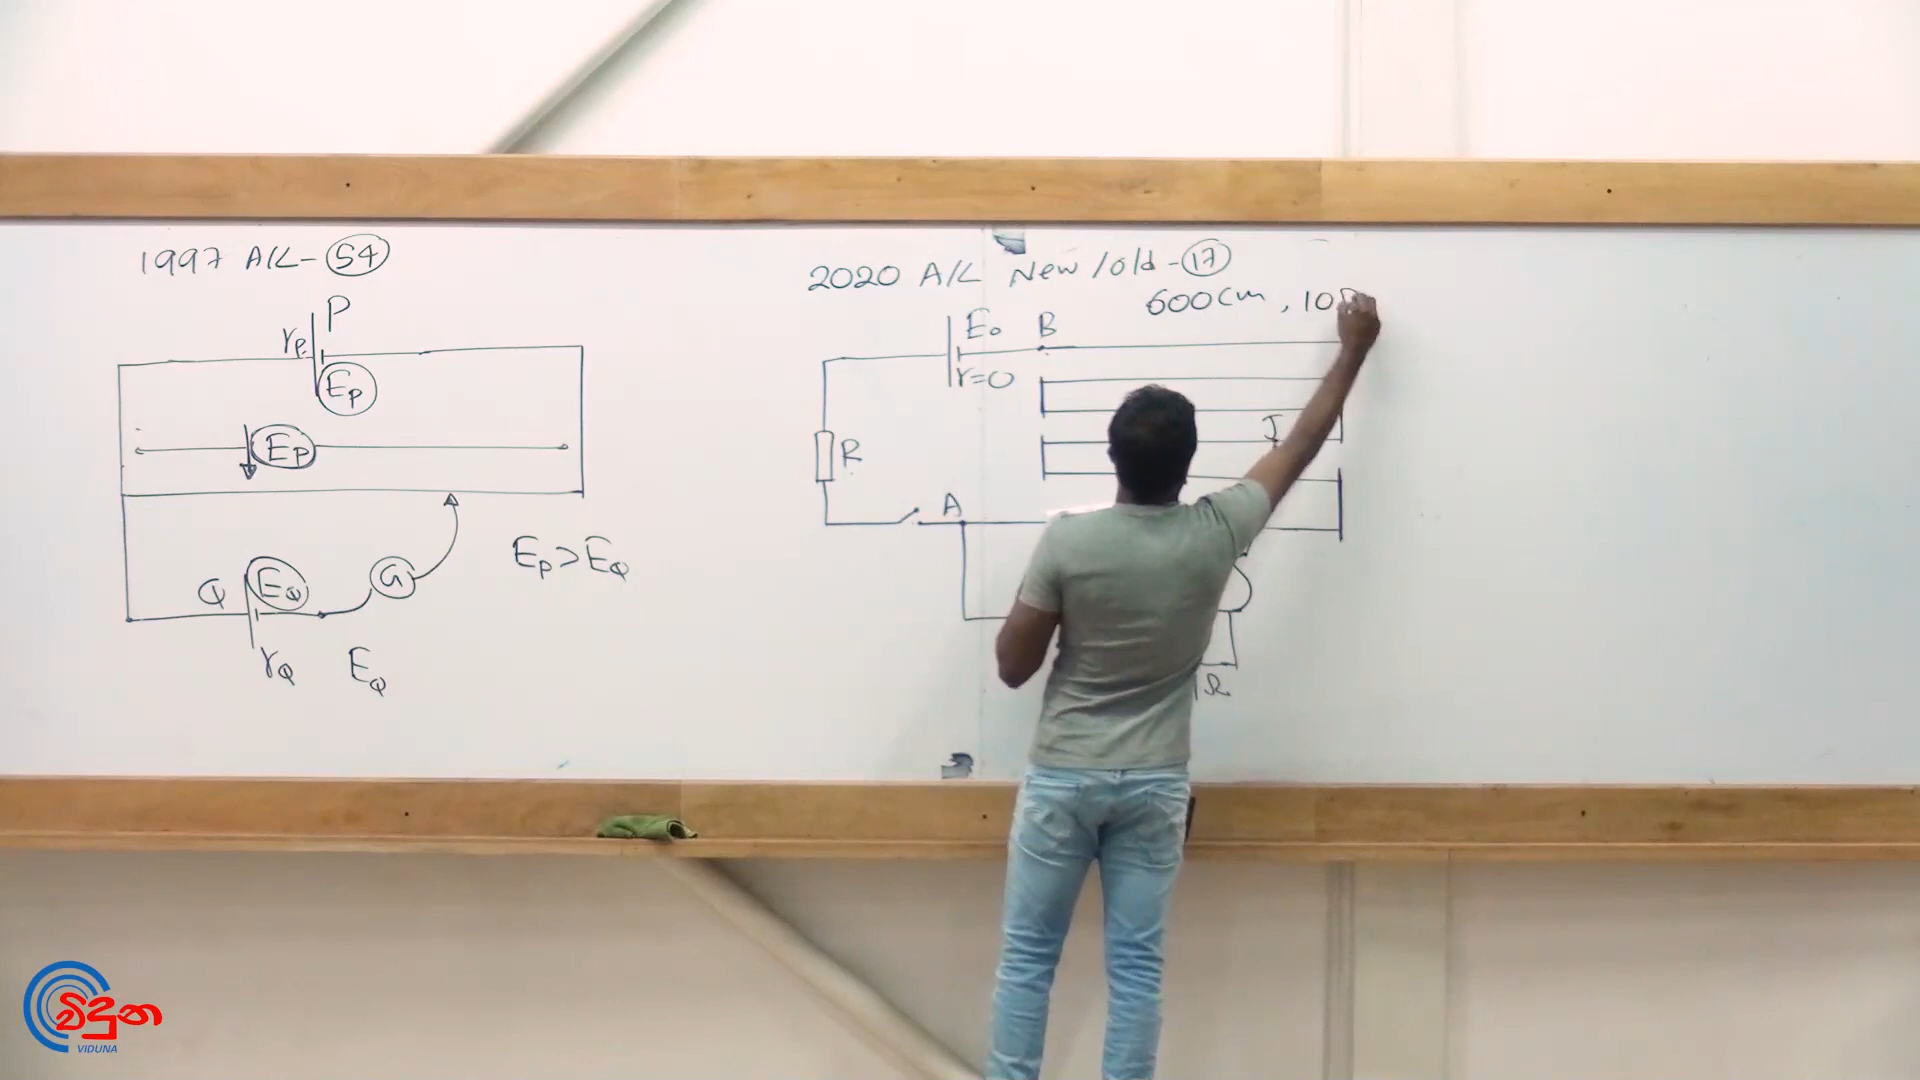 1997 A/L - 54
P
rp
Ep
Ep
Q
EQ
G
rQ
EQ
Ep > EQ
2020 A/L New / old - 17
600cm , 10
E₀
B
r=0
R
J
A
Ω
විදුන
VIDUNA